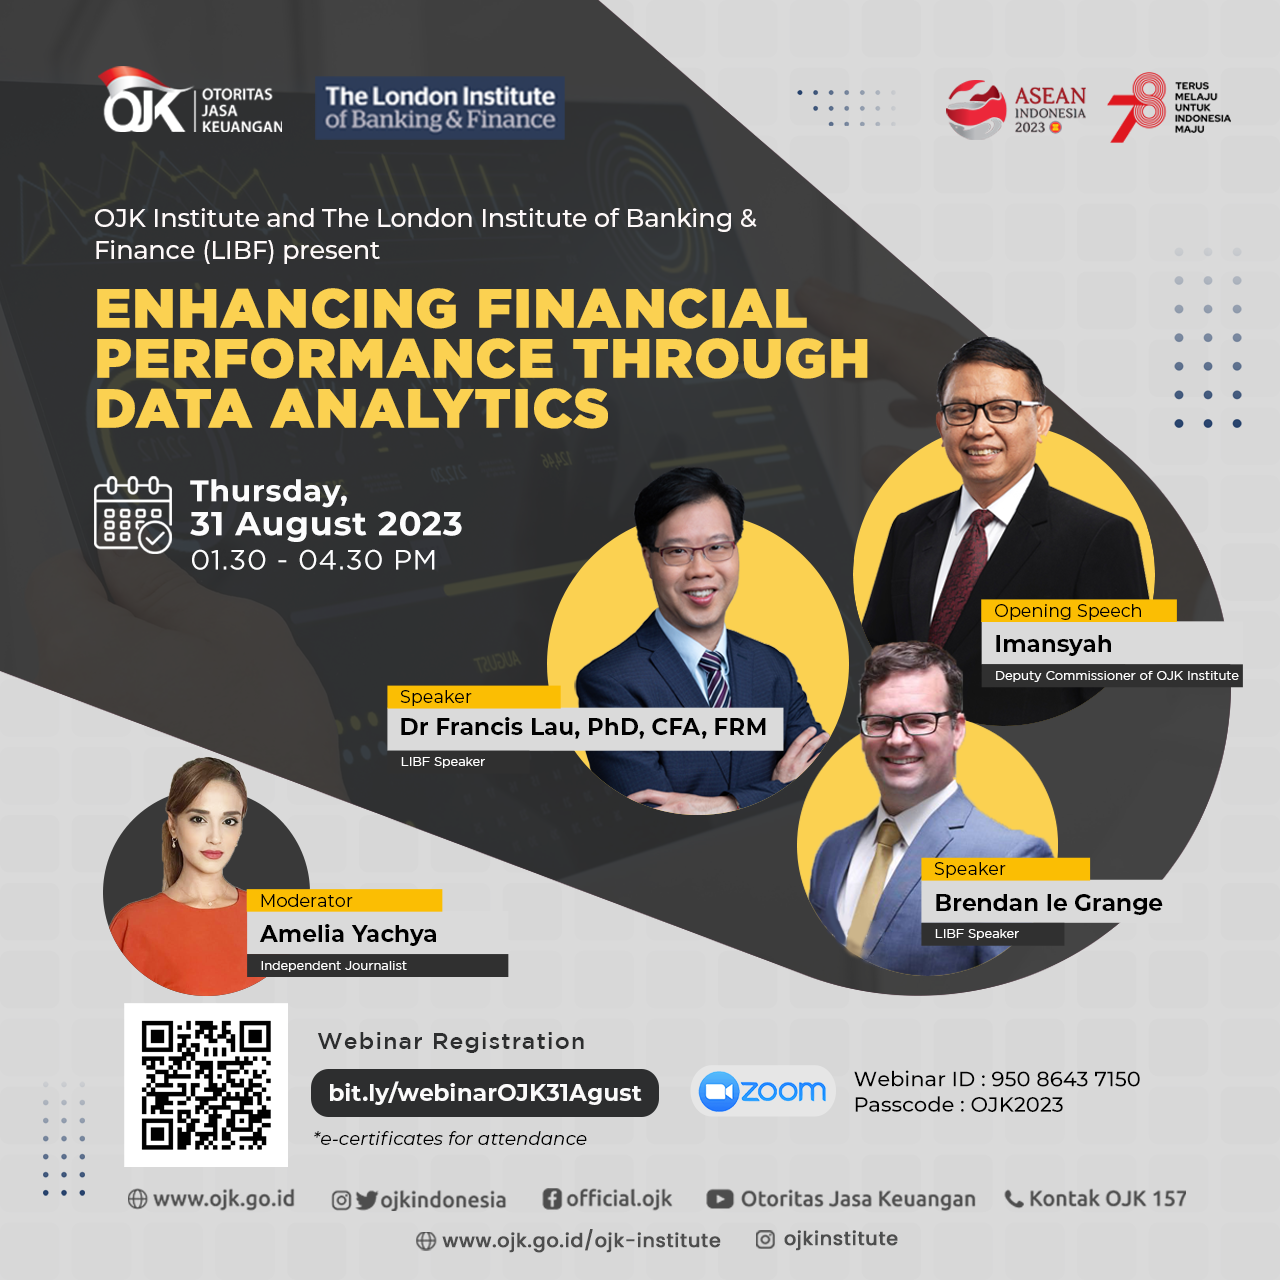 OJK
OTORITAS
JASA
KEUANGAN
The London Institute
of Banking & Finance
ASEAN
INDONESIA
2023
78
TERUS
MELAJU
UNTUK
INDONESIA
MAJU
OJK Institute and The London Institute of Banking &
Finance (LIBF) present
ENHANCING FINANCIAL
PERFORMANCE THROUGH
DATA ANALYTICS
Thursday,
31 August 2023
01.30 - 04.30 PM
Opening Speech
Imansyah
Deputy Commissioner of OJK Institute
Speaker
Dr Francis Lau, PhD, CFA, FRM
LIBF Speaker
Speaker
Brendan le Grange
LIBF Speaker
Moderator
Amelia Yachya
Independent Journalist
Webinar Registration
bit.ly/webinarOJK31Agust
*e-certificates for attendance
zoom
Webinar ID : 950 8643 7150
Passcode : OJK2023
www.ojk.go.id
ojkindonesia
official.ojk
Otoritas Jasa Keuangan
Kontak OJK 157
www.ojk.go.id/ojk-institute
ojkinstitute